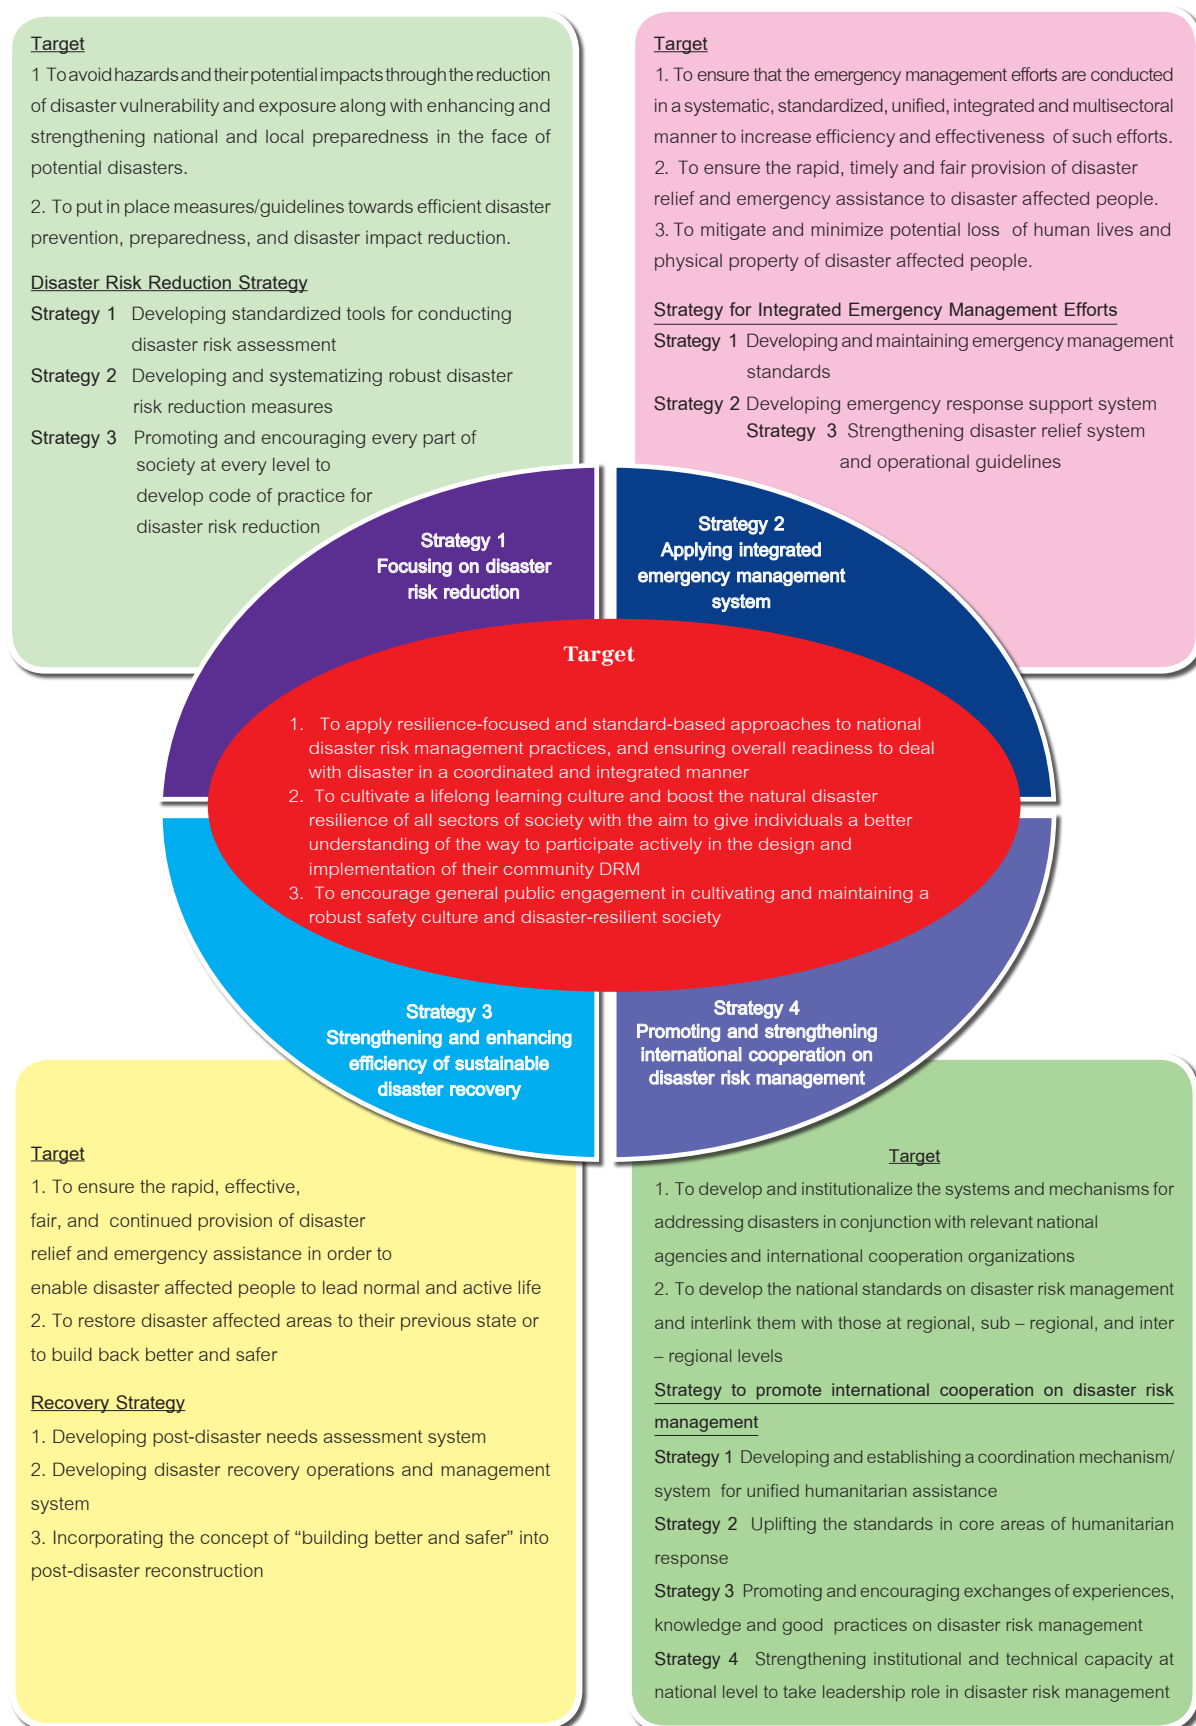 Target
1 To avoid hazards and their potential impacts through the reduction
of disaster vulnerability and exposure along with enhancing and
strengthening national and local preparedness in the face of
potential disasters.
2. To put in place measures/guidelines towards efficient disaster
prevention, preparedness, and disaster impact reduction.
Disaster Risk Reduction Strategy
Strategy 1 Developing standardized tools for conducting
disaster risk assessment
Strategy 2 Developing and systematizing robust disaster
risk reduction measures
Strategy 3 Promoting and encouraging every part of
society at every level to
develop code of practice for
disaster risk reduction
Target
1. To ensure that the emergency management efforts are conducted
in a systematic, standardized, unified, integrated and multisectoral
manner to increase efficiency and effectiveness of such efforts.
2. To ensure the rapid, timely and fair provision of disaster
relief and emergency assistance to disaster affected people.
3. To mitigate and minimize potential loss of human lives and
physical property of disaster affected people.
Strategy for Integrated Emergency Management Efforts
Strategy 1 Developing and maintaining emergency management
standards
Strategy 2 Developing emergency response support system
Strategy 3 Strengthening disaster relief system
and operational guidelines
Strategy 1
Focusing on disaster
risk reduction
Strategy 2
Applying integrated
emergency management
system
Target
1. To apply resilience-focused and standard-based approaches to national
disaster risk management practices, and ensuring overall readiness to deal
with disaster in a coordinated and integrated manner
2. To cultivate a lifelong learning culture and boost the natural disaster
resilience of all sectors of society with the aim to give individuals a better
understanding of the way to participate actively in the design and
implementation of their community DRM
3. To encourage general public engagement in cultivating and maintaining a
robust safety culture and disaster-resilient society
Strategy 3
Strengthening and enhancing
efficiency of sustainable
disaster recovery
Strategy 4
Promoting and strengthening
international cooperation on
disaster risk management
Target
1. To ensure the rapid, effective,
fair, and continued provision of disaster
relief and emergency assistance in order to
enable disaster affected people to lead normal and active life
2. To restore disaster affected areas to their previous state or
to build back better and safer
Recovery Strategy
1. Developing post-disaster needs assessment system
2. Developing disaster recovery operations and management
system
3. Incorporating the concept of “building better and safer” into
post-disaster reconstruction
Target
1. To develop and institutionalize the systems and mechanisms for
addressing disasters in conjunction with relevant national
agencies and international cooperation organizations
2. To develop the national standards on disaster risk management
and interlink them with those at regional, sub – regional, and inter
– regional levels
Strategy to promote international cooperation on disaster risk
management
Strategy 1 Developing and establishing a coordination mechanism/
system for unified humanitarian assistance
Strategy 2 Uplifting the standards in core areas of humanitarian
response
Strategy 3 Promoting and encouraging exchanges of experiences,
knowledge and good practices on disaster risk management
Strategy 4 Strengthening institutional and technical capacity at
national level to take leadership role in disaster risk management